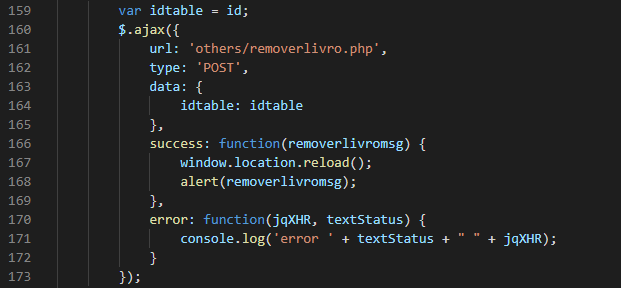 159 var idtable = id;
160 $.ajax({
161 url: 'others/removerlivro.php',
162 type: 'POST',
163 data: {
164 idtable: idtable
165 },
166 success: function(removerlivromsg) {
167 window.location.reload();
168 alert(removerlivromsg);
169 },
170 error: function(jqXHR, textStatus) {
171 console.log('error ' + textStatus + " " + jqXHR);
172 }
173 });